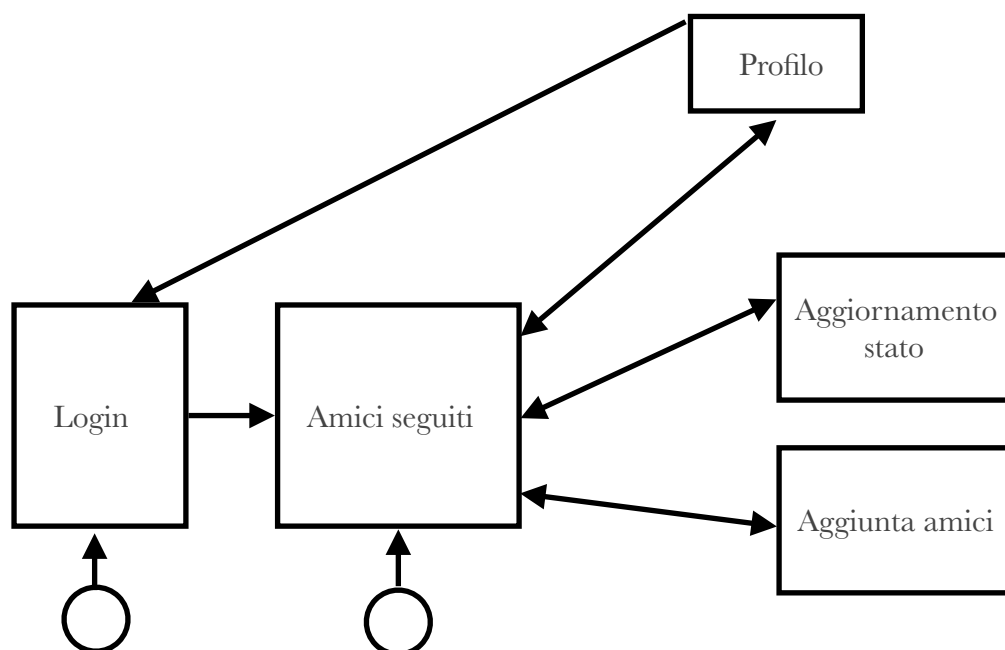 Profilo
Aggiornamento
stato
Login
Amici seguiti
Aggiunta amici